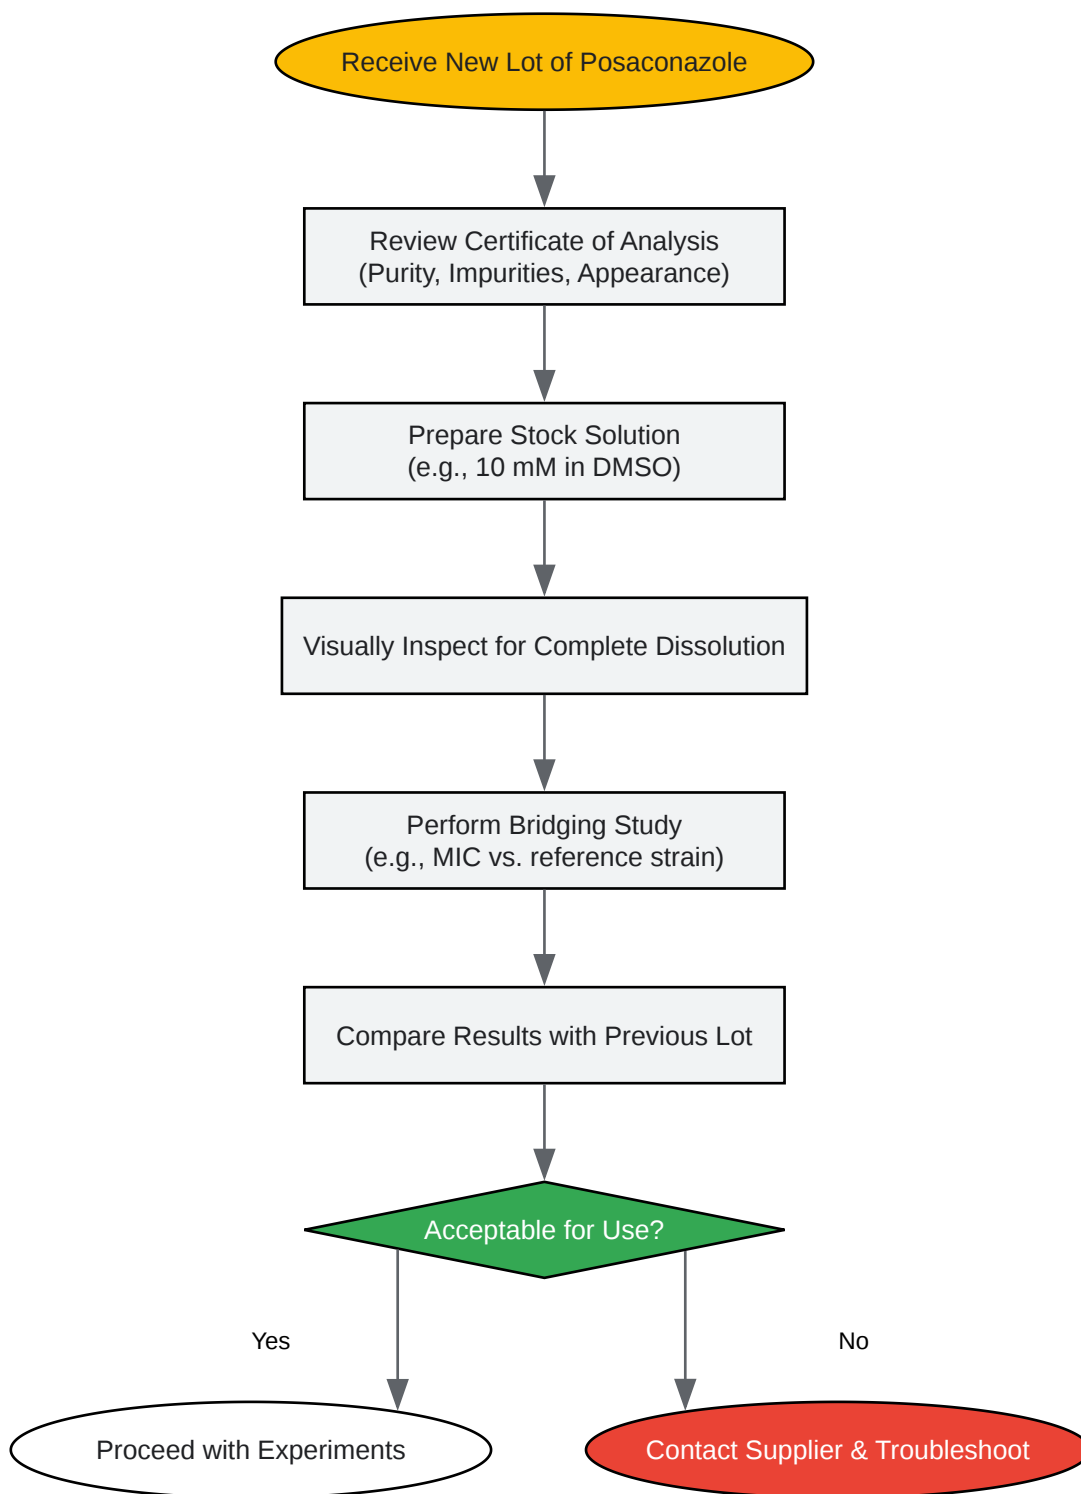 Receive New Lot of Posaconazole
Review Certificate of Analysis
(Purity, Impurities, Appearance)
Prepare Stock Solution
(e.g., 10 mM in DMSO)
Visually Inspect for Complete Dissolution
Perform Bridging Study
(e.g., MIC vs. reference strain)
Compare Results with Previous Lot
Acceptable for Use?
Yes
No
Proceed with Experiments
Contact Supplier & Troubleshoot